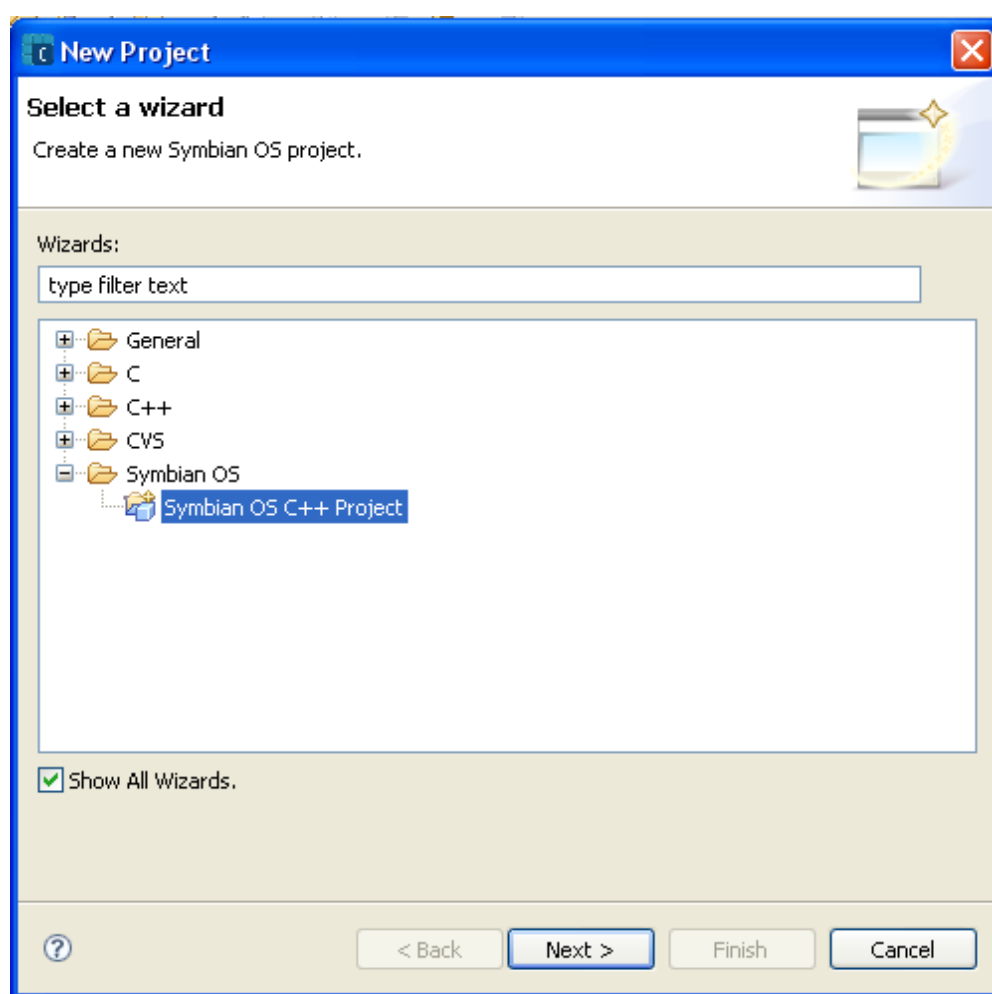 New Project
Select a wizard
Create a new Symbian OS project.
Wizards:
type filter text
General
C
C++
CVS
Symbian OS
Symbian OS C++ Project
Show All Wizards.
< Back Next > Finish Cancel